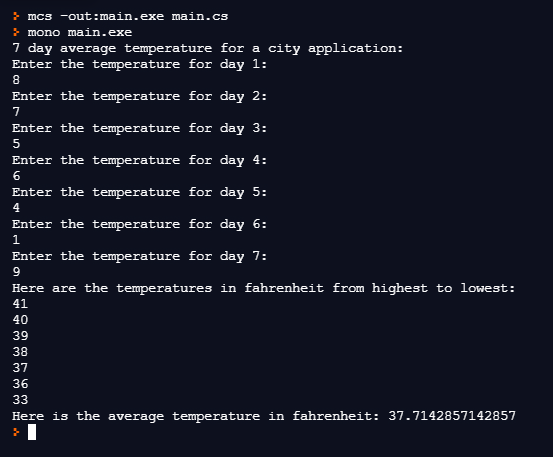 > mcs -out:main.exe main.cs
> mono main.exe
7 day average temperature for a city application:
Enter the temperature for day 1:
8
Enter the temperature for day 2:
7
Enter the temperature for day 3:
5
Enter the temperature for day 4:
6
Enter the temperature for day 5:
4
Enter the temperature for day 6:
1
Enter the temperature for day 7:
9
Here are the temperatures in fahrenheit from highest to lowest:
41
40
39
38
37
36
33
Here is the average temperature in fahrenheit: 37.7142857142857
>